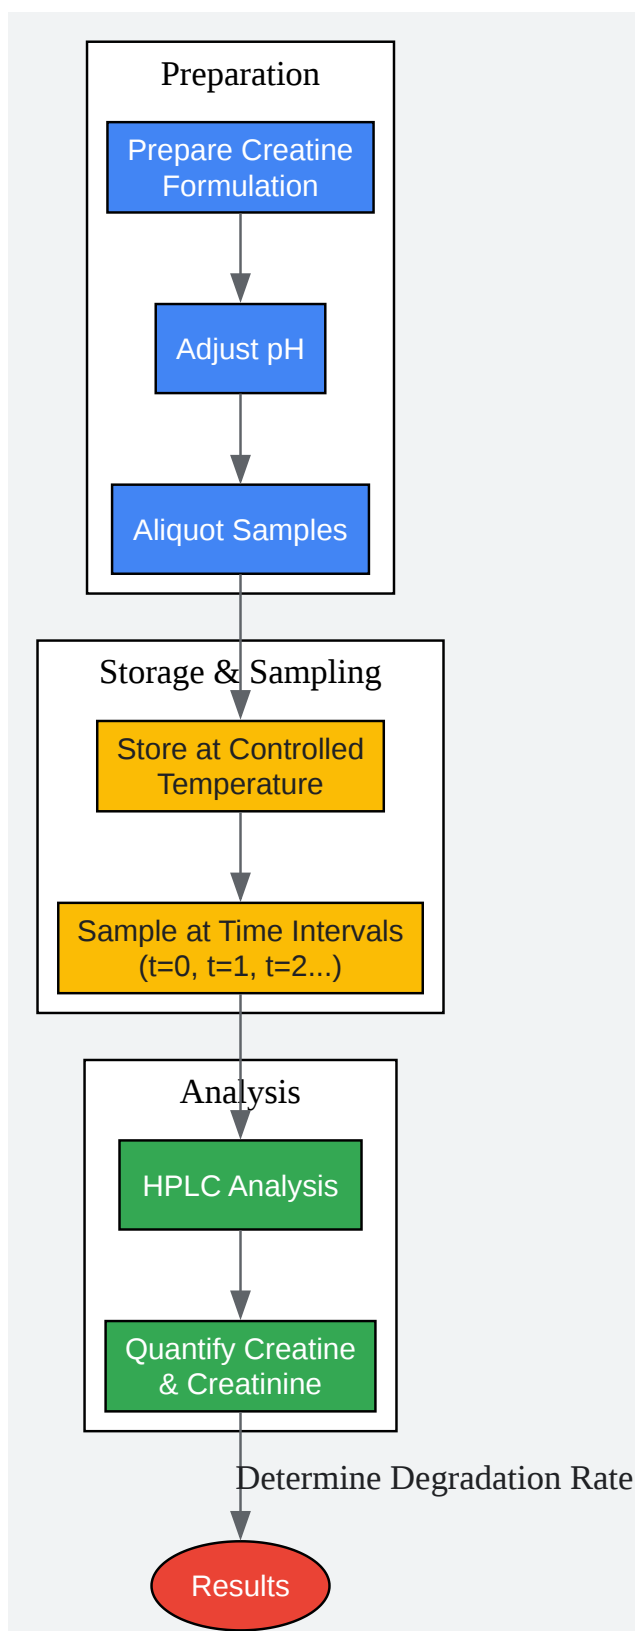 Preparation
Prepare Creatine
Formulation
Adjust pH
Aliquot Samples
Storage & Sampling
Store at Controlled
Temperature
Sample at Time Intervals
(t=0, t=1, t=2...)
Analysis
HPLC Analysis
Quantify Creatine
& Creatinine
Determine Degradation Rate
Results